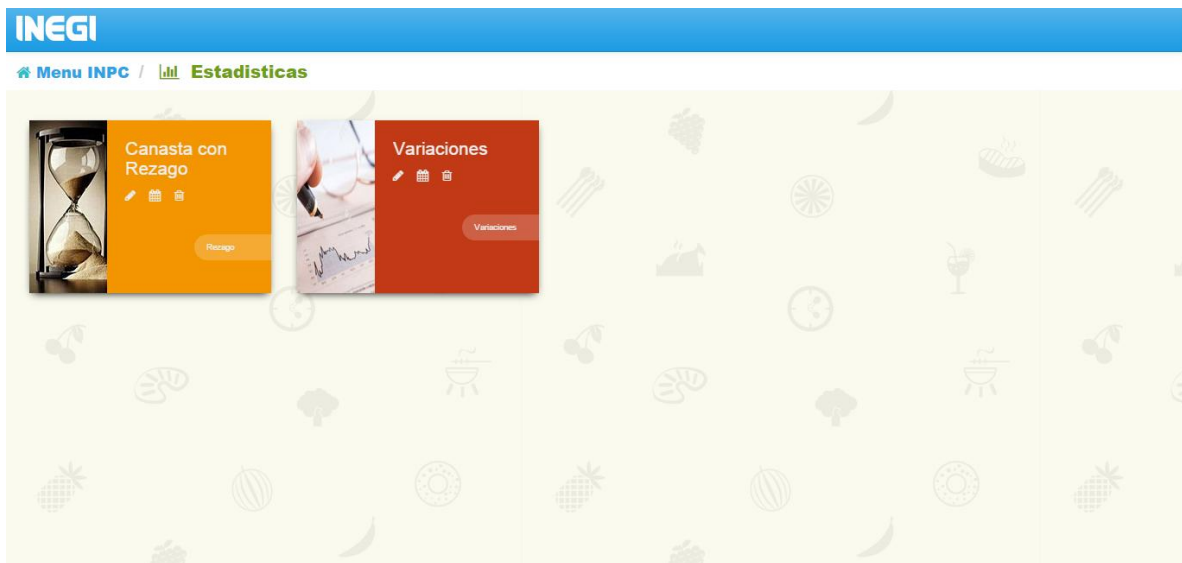 INEGI
Menu INPC / Estadisticas
Canasta con
Rezago
Rezago
Variaciones
Variaciones